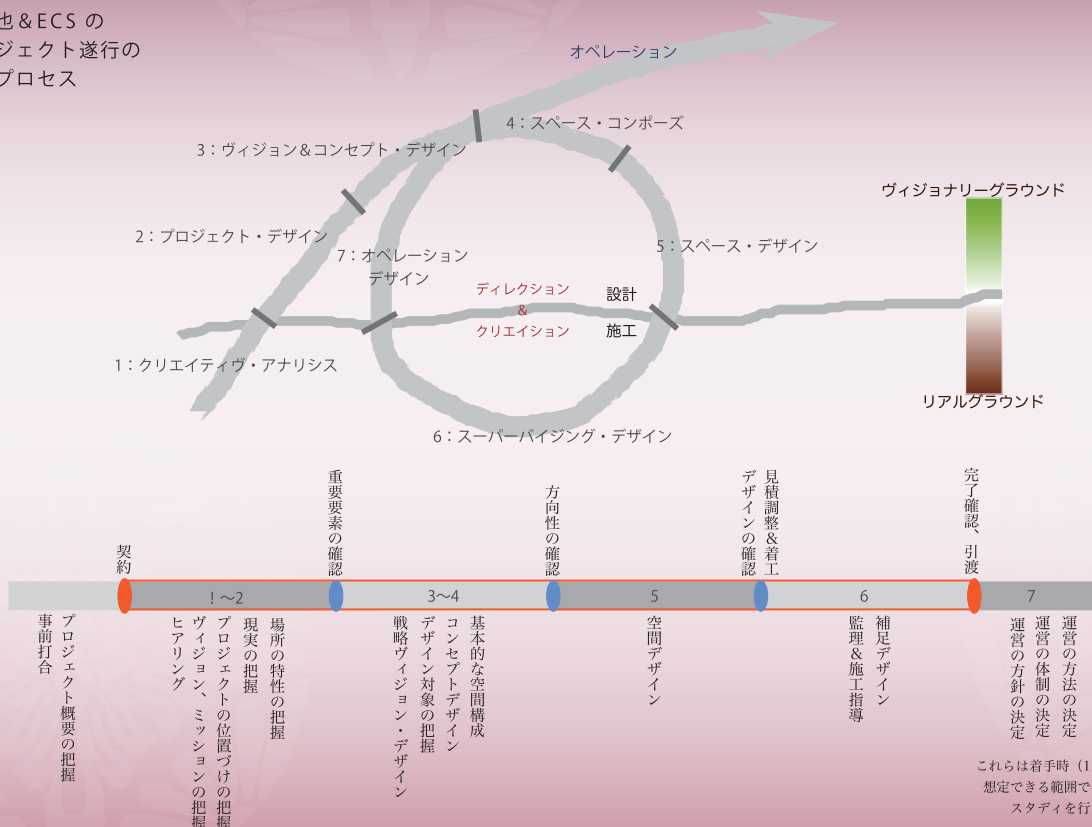 也＆ECS の
ジェクト遂行の
プロセス
オペレーション
4：スペース・コンポーズ
3：ヴィジョン＆コンセプト・デザイン
ヴィジョナリーグラウンド
2：プロジェクト・デザイン
5：スペース・デザイン
7：オペレーション
デザイン
ディレクション
&
クリエイション
設計
施工
1：クリエイティヴ・アナリシス
リアルグラウンド
6：スーパーバイジング・デザイン
契約
重要要素の確認
方向性の確認
見積調整&着工
デザインの確認
完了確認、引渡
！～2
3～4
5
6
7
プロジェクト概要の把握
事前打合
場所の特性の把握
現実の把握
プロジェクトの位置づけの把握
ヴィジョン、ミッションの把握
ヒアリング
基本的な空間構成
コンセプトデザイン
デザイン対象の把握
戦略ヴィジョン・デザイン
空間デザイン
補足デザイン
監理&施工指導
運営の方法の決定
運営の体制の決定
運営の方針の決定
これらは着手時（1
想定できる範囲で
スタディを行